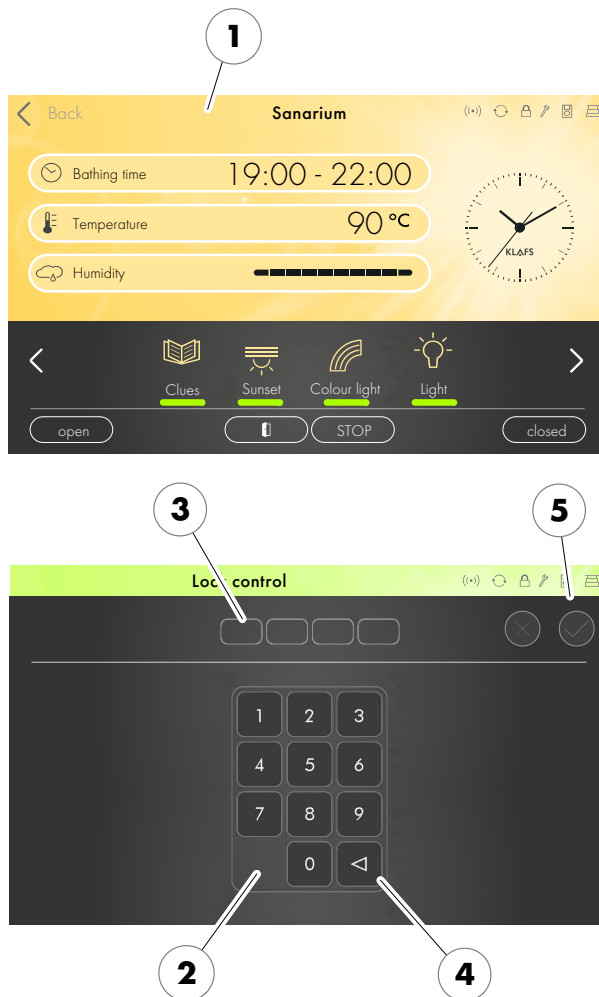 1
Back Sanarium
Bathing time 19:00 - 22:00
Temperature 90 °C
Humidity
KLAFS
Clues Sunset Colour light Light
open STOP closed
3 5
Lock control
1 2 3
4 5 6
7 8 9
0
2 4